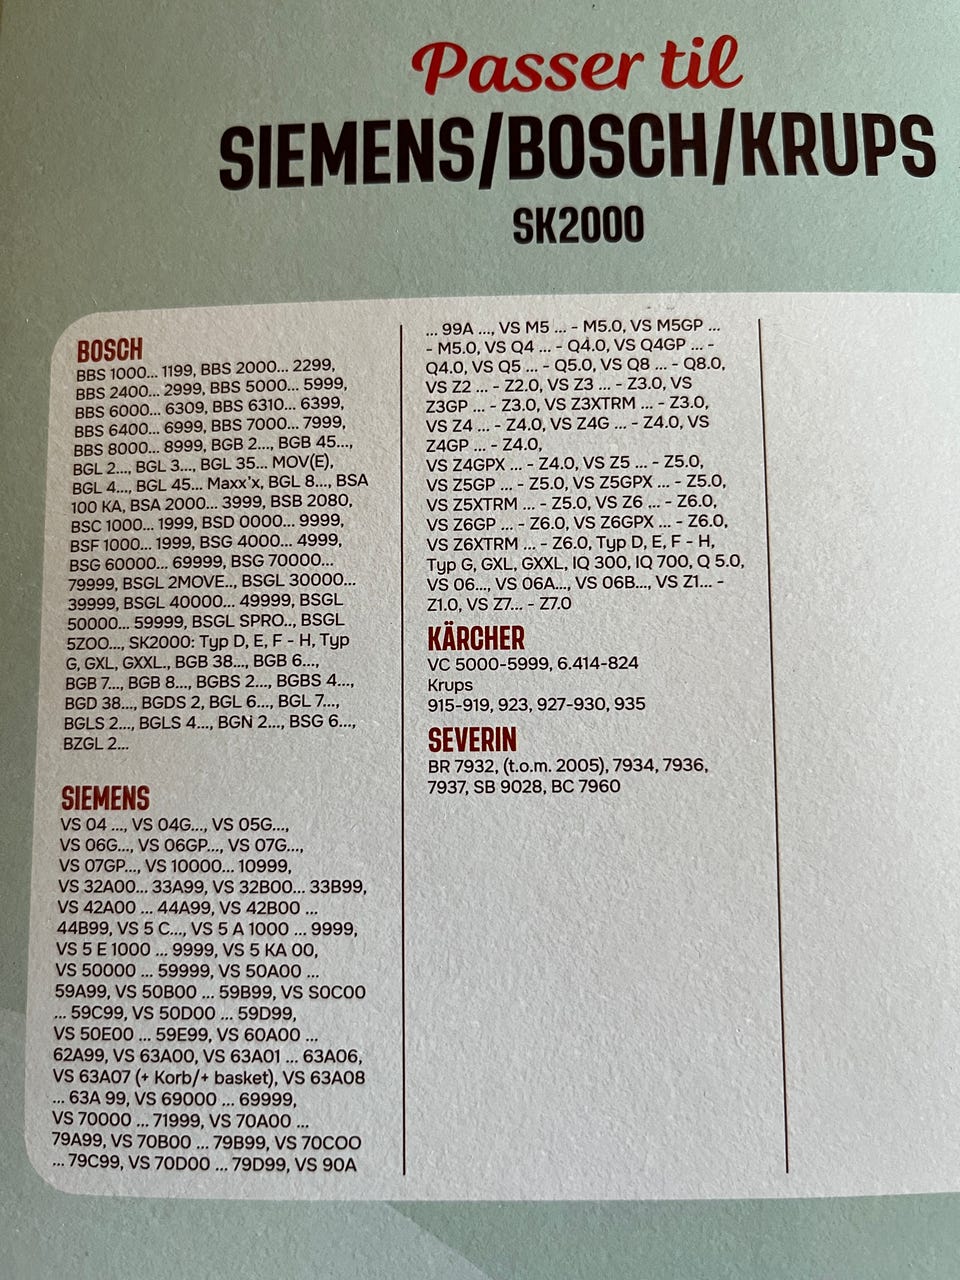 Passer til
SIEMENS/BOSCH/KRUPS
SK2000
BOSCH
BBS 1000... 1199, BBS 2000... 2299,
BBS 2400... 2999, BBS 5000... 5999,
BBS 6000... 6309, BBS 6310... 6399,
BBS 6400... 6999, BBS 7000... 7999,
BBS 8000... 8999, BGB 2..., BGB 45...,
BGL 2..., BGL 3..., BGL 35... MOV(E),
BGL 4..., BGL 45... Maxx'x, BGL 8..., BSA
100 KA, BSA 2000... 3999, BSB 2080,
BSC 1000... 1999, BSD 0000... 9999,
BSF 1000... 1999, BSG 4000... 4999,
BSG 60000... 69999, BSG 70000...
79999, BSGL 2MOVE.., BSGL 30000...
39999, BSGL 40000... 49999, BSGL
50000... 59999, BSGL SPRO.., BSGL
5ZOO..., SK2000: Typ D, E, F - H, Typ
G, GXL, GXXL., BGB 38..., BGB 6...,
BGB 7..., BGB 8..., BGBS 2..., BGBS 4...,
BGD 38..., BGDS 2, BGL 6..., BGL 7...,
BGLS 2..., BGLS 4..., BGN 2..., BSG 6...,
BZGL 2...
SIEMENS
VS 04 ..., VS 04G..., VS 05G...,
VS 06G..., VS 06GP..., VS 07G...,
VS 07GP..., VS 10000... 10999,
VS 32A00... 33A99, VS 32B00... 33B99,
VS 42A00 ... 44A99, VS 42B00 ...
44B99, VS 5 C..., VS 5 A 1000 ... 9999,
VS 5 E 1000 ... 9999, VS 5 KA 00,
VS 50000 ... 59999, VS 50A00 ...
59A99, VS 50B00 ... 59B99, VS S0C00
... 59C99, VS 50D00 ... 59D99,
VS 50E00 ... 59E99, VS 60A00 ...
62A99, VS 63A00, VS 63A01 ... 63A06,
VS 63A07 (+ Korb/+ basket), VS 63A08
... 63A 99, VS 69000 ... 69999,
VS 70000 ... 71999, VS 70A00 ...
79A99, VS 70B00 ... 79B99, VS 70COO
... 79C99, VS 70D00 ... 79D99, VS 90A
... 99A ..., VS M5 ... - M5.0, VS M5GP ...
- M5.0, VS Q4 ... - Q4.0, VS Q4GP ... -
Q4.0, VS Q5 ... - Q5.0, VS Q8 ... - Q8.0,
VS Z2 ... - Z2.0, VS Z3 ... - Z3.0, VS
Z3GP ... - Z3.0, VS Z3XTRM ... - Z3.0,
VS Z4 ... - Z4.0, VS Z4G ... - Z4.0, VS
Z4GP ... - Z4.0,
VS Z4GPX ... - Z4.0, VS Z5 ... - Z5.0,
VS Z5GP ... - Z5.0, VS Z5GPX ... - Z5.0,
VS Z5XTRM ... - Z5.0, VS Z6 ... - Z6.0,
VS Z6GP ... - Z6.0, VS Z6GPX ... - Z6.0,
VS Z6XTRM ... - Z6.0, Typ D, E, F - H,
Typ G, GXL, GXXL, IQ 300, IQ 700, Q 5.0,
VS 06..., VS 06A..., VS 06B..., VS Z1... -
Z1.0, VS Z7... - Z7.0
KÄRCHER
VC 5000-5999, 6.414-824
Krups
915-919, 923, 927-930, 935
SEVERIN
BR 7932, (t.o.m. 2005), 7934, 7936,
7937, SB 9028, BC 7960